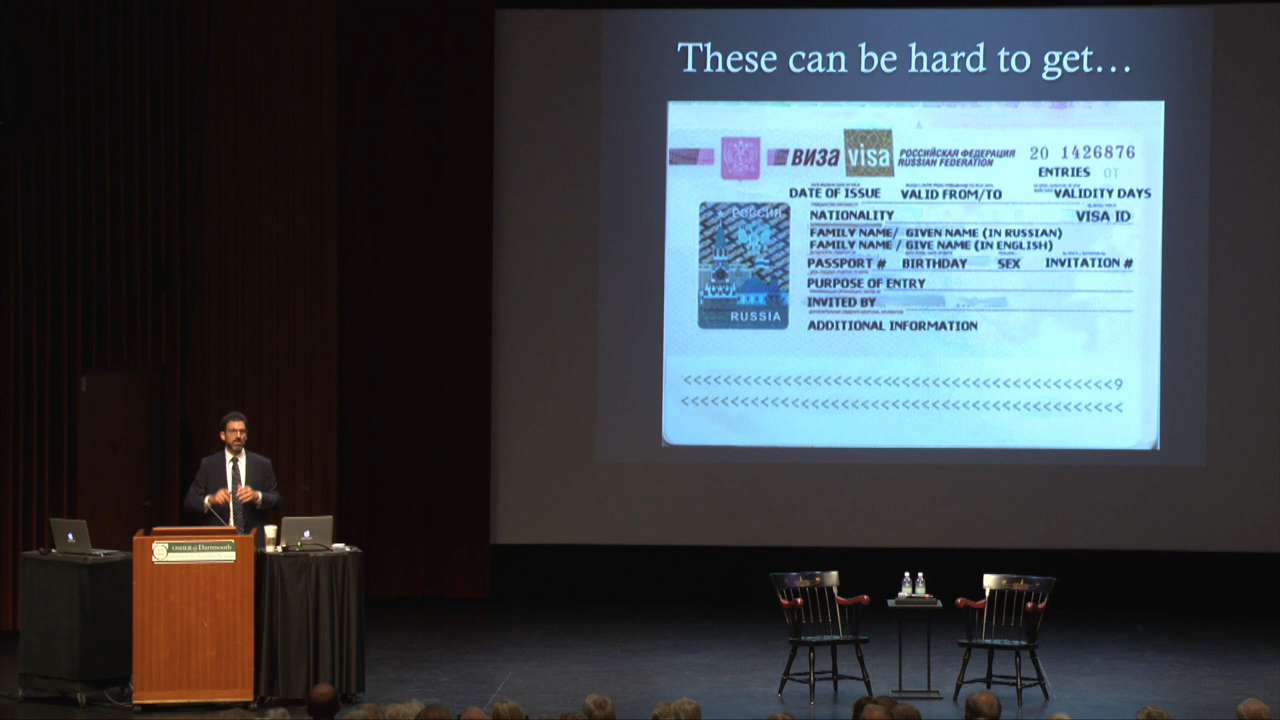 These can be hard to get…
ВИЗА visa РОССИЙСКАЯ ФЕДЕРАЦИЯ 20 1426876
RUSSIAN FEDERATION
ENTRIES 01
DATE OF ISSUE VALID FROM/TO VALIDITY DAYS
РОССИЯ
NATIONALITY VISA ID
FAMILY NAME/ GIVEN NAME (IN RUSSIAN)
FAMILY NAME / GIVE NAME (IN ENGLISH)
PASSPORT # BIRTHDAY SEX INVITATION #
PURPOSE OF ENTRY
INVITED BY
RUSSIA
ADDITIONAL INFORMATION
<<<<<<<<<<<<<<<<<<<<<<<<<<<<<<<<<<<<<<<<<<<9
<<<<<<<<<<<<<<<<<<<<<<<<<<<<<<<<<<<<<<<<<<<<
OSHER@Dartmouth